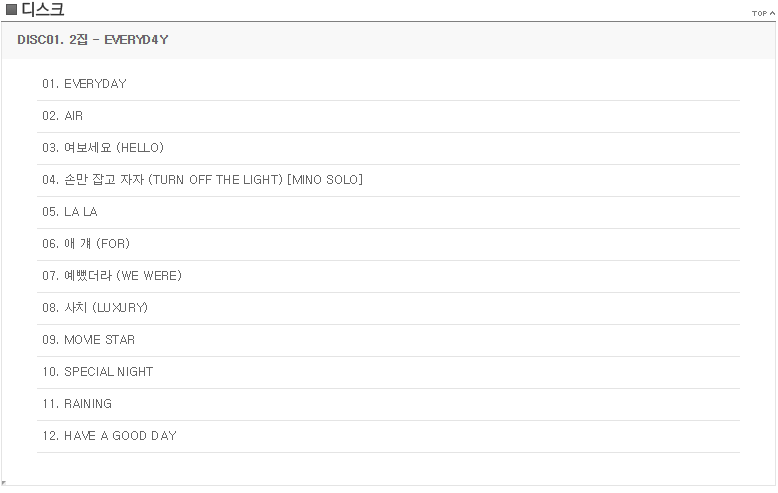 디스크
TOP
DISC01. 2집 - EVERYD4Y
01. EVERYDAY
02. AIR
03. 여보세요 (HELLO)
04. 손만 잡고 자자 (TURN OFF THE LIGHT) [MINO SOLO]
05. LA LA
06. 애 걔 (FOR)
07. 예뻤더라 (WE WERE)
08. 사치 (LUXURY)
09. MOVIE STAR
10. SPECIAL NIGHT
11. RAINING
12. HAVE A GOOD DAY